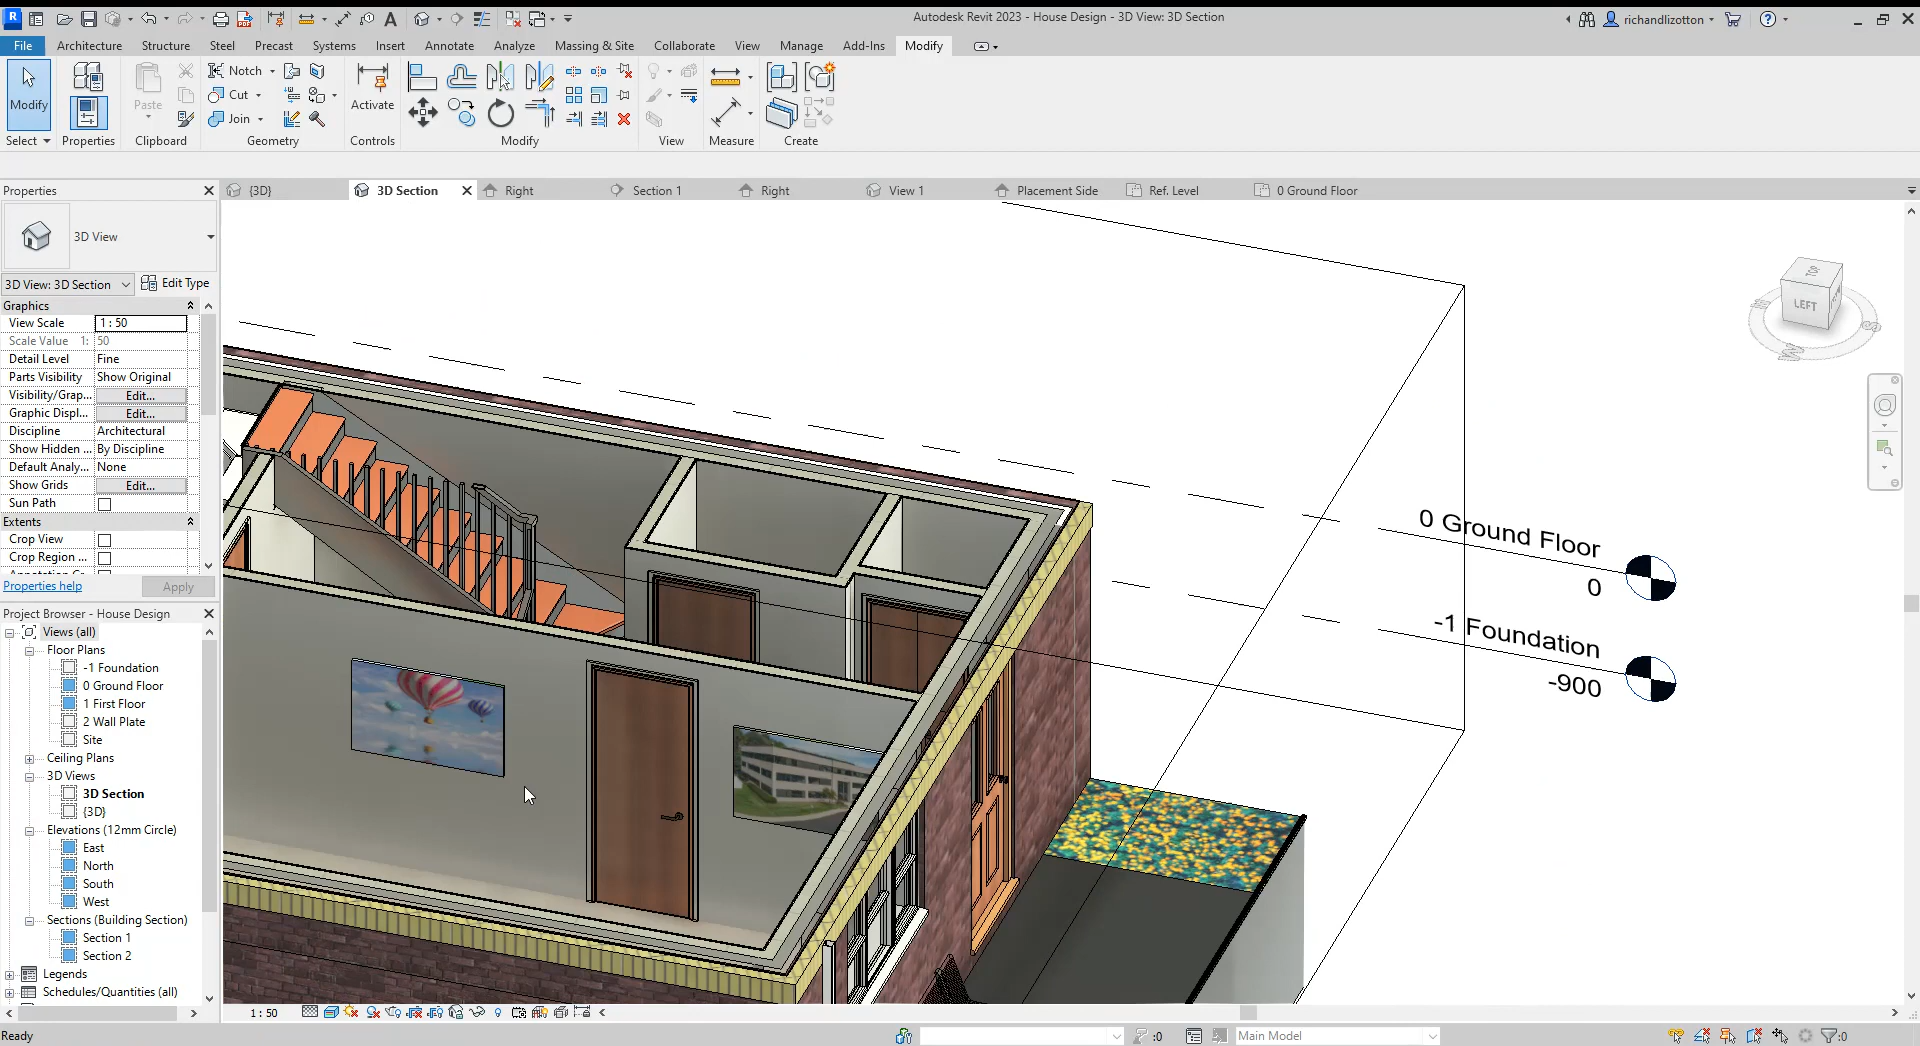 Autodesk Revit 2023 - House Design - 3D View: 3D Section
richandlizotton
File Architecture Structure Steel Precast Systems Insert Annotate Analyze Massing & Site Collaborate View Manage Add-Ins Modify
Modify
Select
Properties
Paste
Clipboard
Notch
Cut
Join
Geometry
Activate
Controls
Modify
View
Measure
Create
Properties
3D View
3D View: 3D Section
Edit Type
Graphics
View Scale 1 : 50
Scale Value 1: 50
Detail Level Fine
Parts Visibility Show Original
Visibility/Grap... Edit...
Graphic Displ... Edit...
Discipline Architectural
Show Hidden ... By Discipline
Default Analy... None
Show Grids Edit...
Sun Path
Extents
Crop View
Crop Region ...
Properties help
Apply
Project Browser - House Design
Views (all)
Floor Plans
-1 Foundation
0 Ground Floor
1 First Floor
2 Wall Plate
Site
Ceiling Plans
3D Views
3D Section
{3D}
Elevations (12mm Circle)
East
North
South
West
Sections (Building Section)
Section 1
Section 2
Legends
Schedules/Quantities (all)
{3D} 3D Section Right Section 1 Right View 1 Placement Side Ref. Level 0 Ground Floor
TOP
LEFT
W
S
0 Ground Floor
0
-1 Foundation
-900
1 : 50
Ready
:0
Main Model
:0